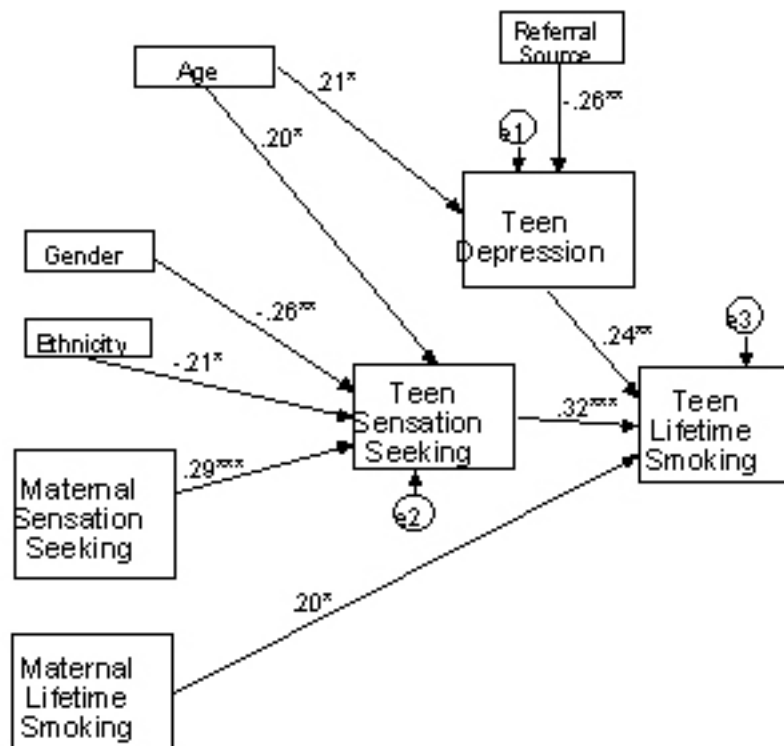 Referral
Source
Age
.21*
-.26**
.20*
e1
Teen
Depression
Gender
-.26**
.24**
e3
Ethnicity
-.21*
Teen
Sensation
Seeking
.32***
Teen
Lifetime
Smoking
.29***
Maternal
Sensation
Seeking
e2
.20*
Maternal
Lifetime
Smoking